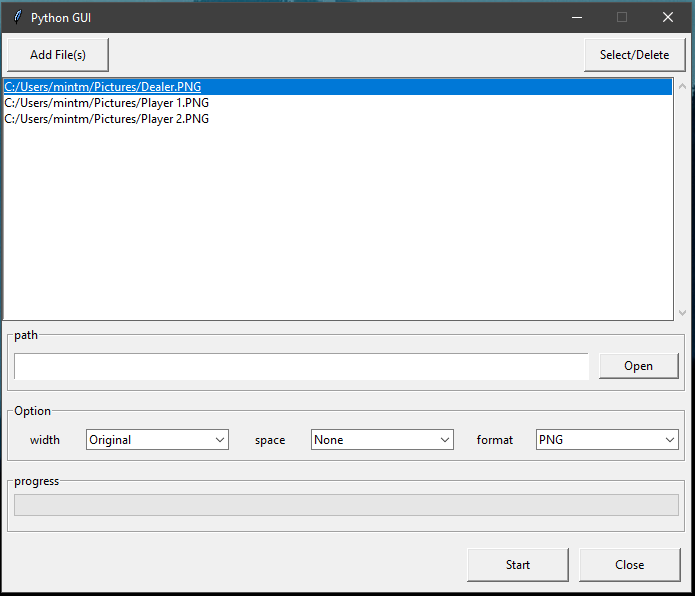 Python GUI
Add File(s)
Select/Delete
C:/Users/mintm/Pictures/Dealer.PNG
C:/Users/mintm/Pictures/Player 1.PNG
C:/Users/mintm/Pictures/Player 2.PNG
path
Open
Option
width Original space None format PNG
progress
Start Close